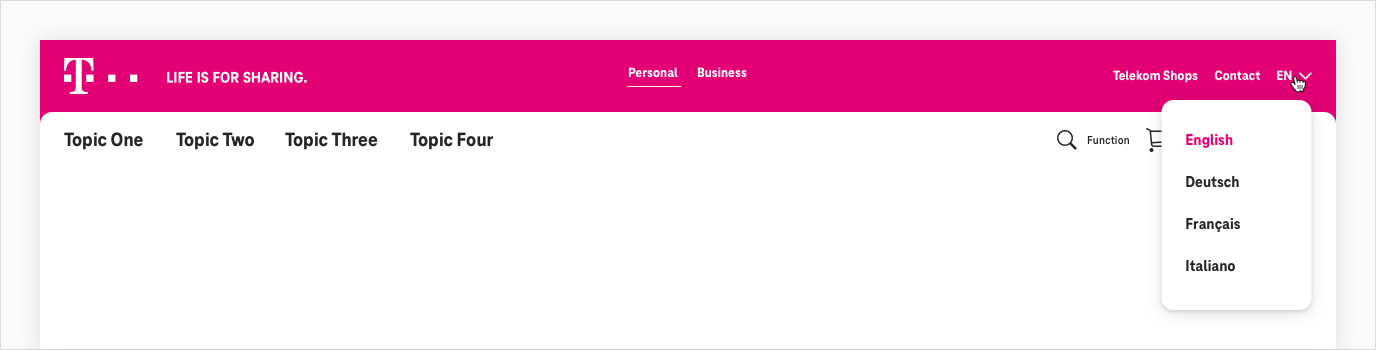 T
LIFE IS FOR SHARING.
Personal Business
Telekom Shops Contact EN
Topic One Topic Two Topic Three Topic Four
Function
English
Deutsch
Français
Italiano